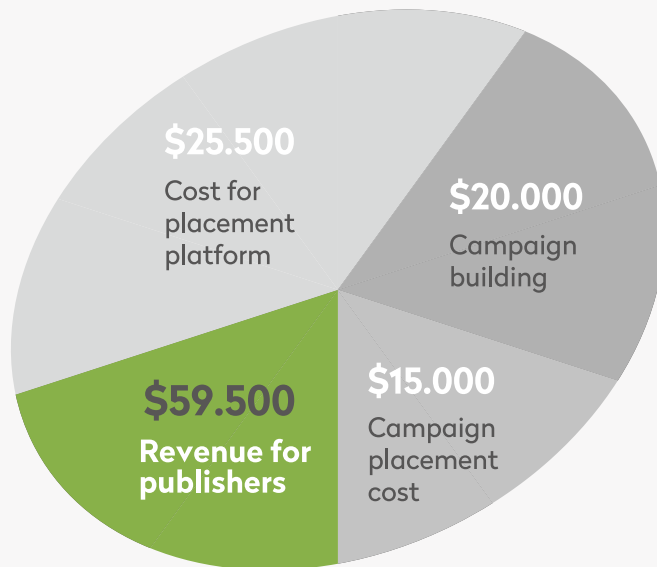 $25.500
Cost for
placement
platform
$20.000
Campaign
building
$59.500
Revenue for
publishers
$15.000
Campaign
placement
cost